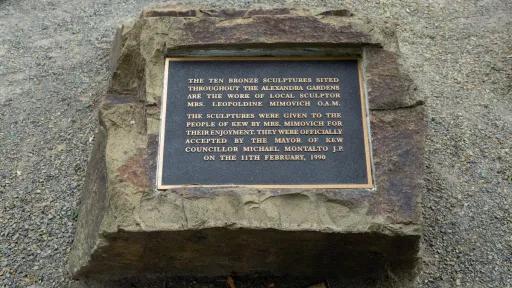 THE TEN BRONZE SCULPTURES SITED
THROUGHOUT THE ALEXANDRA GARDENS
ARE THE WORK OF LOCAL SCULPTOR
MRS. LEOPOLDINE MIMOVICH O.A.M.
THE SCULPTURES WERE GIVEN TO THE
PEOPLE OF KEW BY MRS. MIMOVICH FOR
THEIR ENJOYMENT. THEY WERE OFFICIALLY
ACCEPTED BY THE MAYOR OF KEW
COUNCILLOR MICHAEL MONTALTO J.P.
ON THE 11TH FEBRUARY, 1990